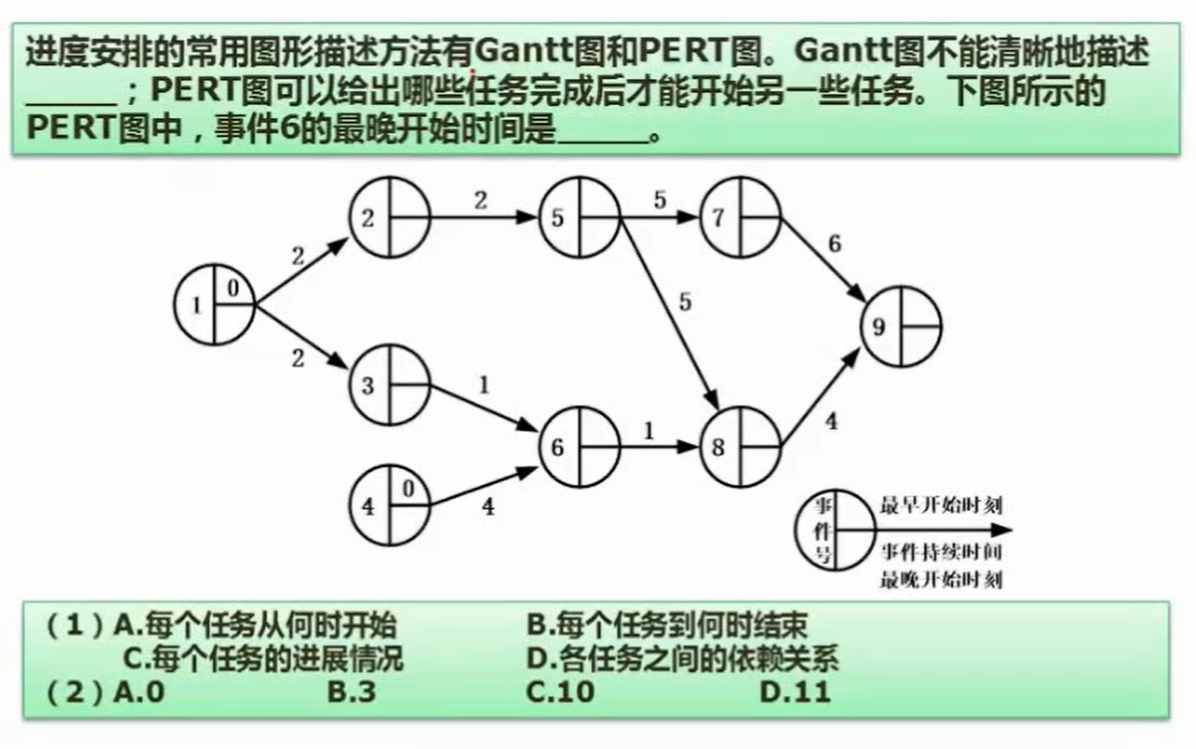 进度安排的常用图形描述方法有Gantt图和PERT图。Gantt图不能清晰地描述
_____；PERT图可以给出哪些任务完成后才能开始另一些任务。下图所示的
PERT图中，事件6的最晚开始时间是_____。
2 2 5 5 7
2 6
1 0
5 9
2
3 1
4
6 1 8
4 0 4
事件号
最早开始时刻
事件持续时间
最晚开始时刻
（1）A.每个任务从何时开始 B.每个任务到何时结束
C.每个任务的进展情况 D.各任务之间的依赖关系
（2）A.0 B.3 C.10 D.11